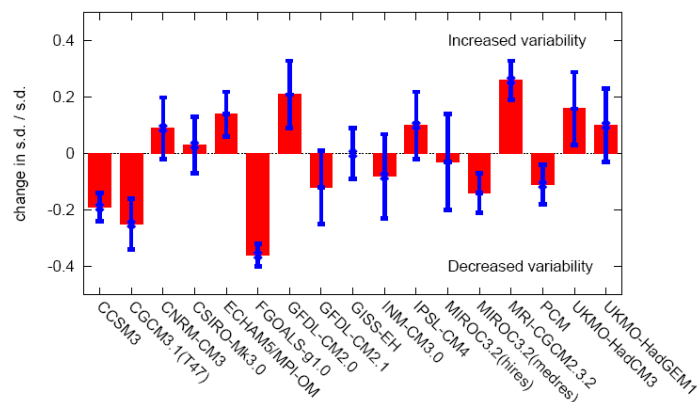 0.4
0.2
0
-0.2
-0.4
change in s.d. / s.d.
Increased variability
Decreased variability
CCSM3
CGCM3.1(T47)
CNRM-CM3
CSIRO-Mk3.0
ECHAM5/MPI-OM
FGOALS-g1.0
GFDL-CM2.0
GFDL-CM2.1
GISS-EH
INM-CM3.0
IPSL-CM4
MIROC3.2(hires)
MIROC3.2(medres)
MRI-CGCM2.3.2
PCM
UKMO-HadCM3
UKMO-HadGEM1